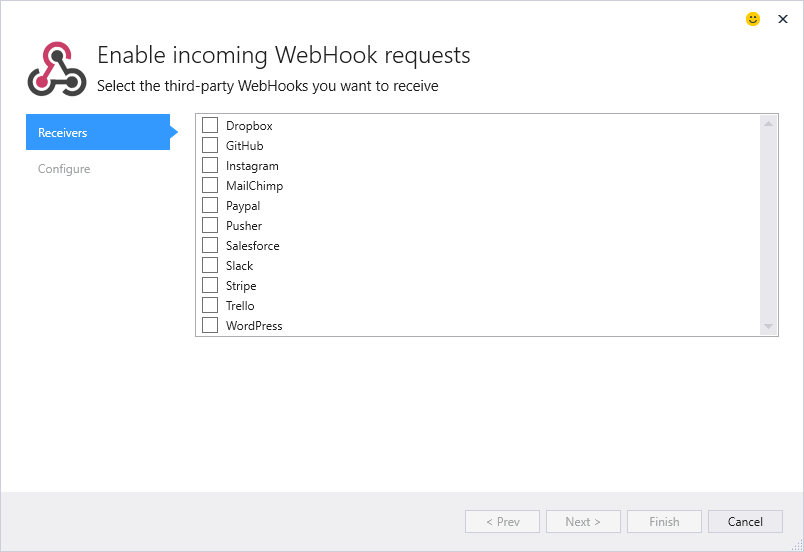 Enable incoming WebHook requests
Select the third-party WebHooks you want to receive
Receivers
Configure
Dropbox
GitHub
Instagram
MailChimp
Paypal
Pusher
Salesforce
Slack
Stripe
Trello
WordPress
< Prev
Next >
Finish
Cancel